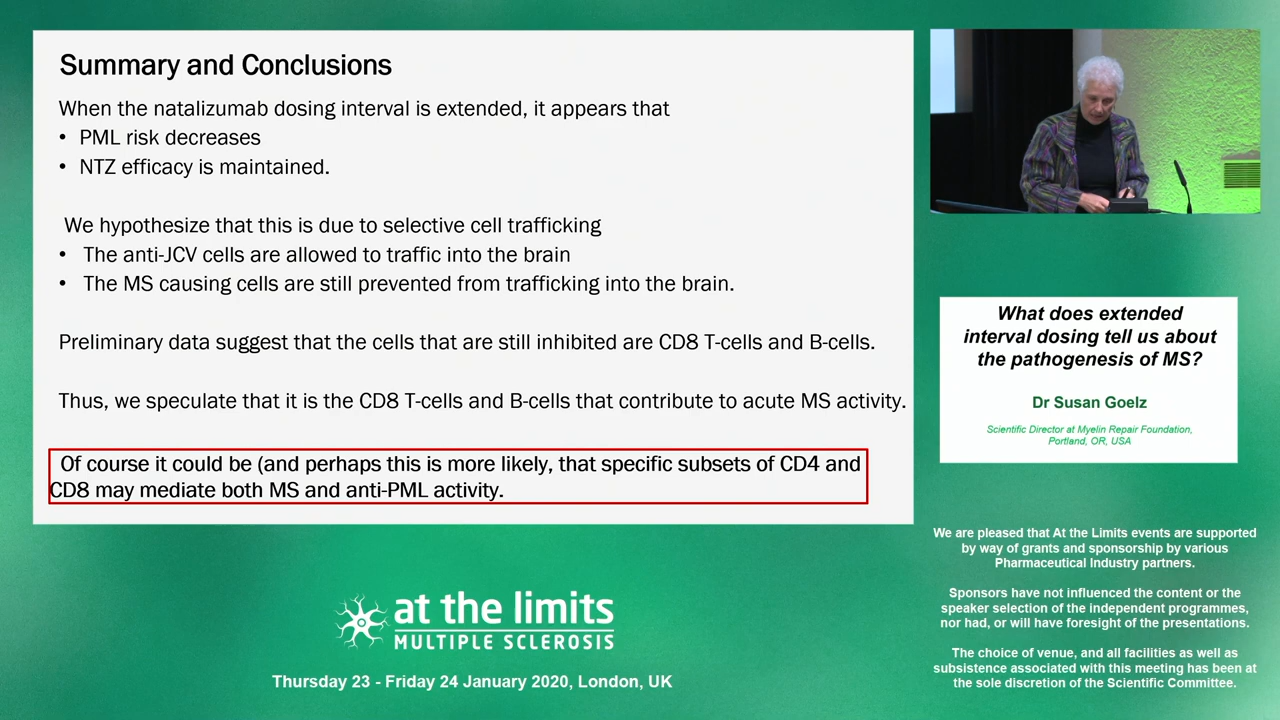 Summary and Conclusions
When the natalizumab dosing interval is extended, it appears that
• PML risk decreases
• NTZ efficacy is maintained.
We hypothesize that this is due to selective cell trafficking
• The anti-JCV cells are allowed to traffic into the brain
• The MS causing cells are still prevented from trafficking into the brain.
Preliminary data suggest that the cells that are still inhibited are CD8 T-cells and B-cells.
Thus, we speculate that it is the CD8 T-cells and B-cells that contribute to acute MS activity.
Of course it could be (and perhaps this is more likely, that specific subsets of CD4 and
CD8 may mediate both MS and anti-PML activity.
What does extended
interval dosing tell us about
the pathogenesis of MS?
Dr Susan Goelz
Scientific Director at Myelin Repair Foundation,
Portland, OR, USA
We are pleased that At the Limits events are supported
by way of grants and sponsorship by various
Pharmaceutical Industry partners.
Sponsors have not influenced the content or the
speaker selection of the independent programmes,
nor had, or will have foresight of the presentations.
The choice of venue, and all facilities as well as
subsistence associated with this meeting has been at
the sole discretion of the Scientific Committee.
at the limits
MULTIPLE SCLEROSIS
Thursday 23 - Friday 24 January 2020, London, UK